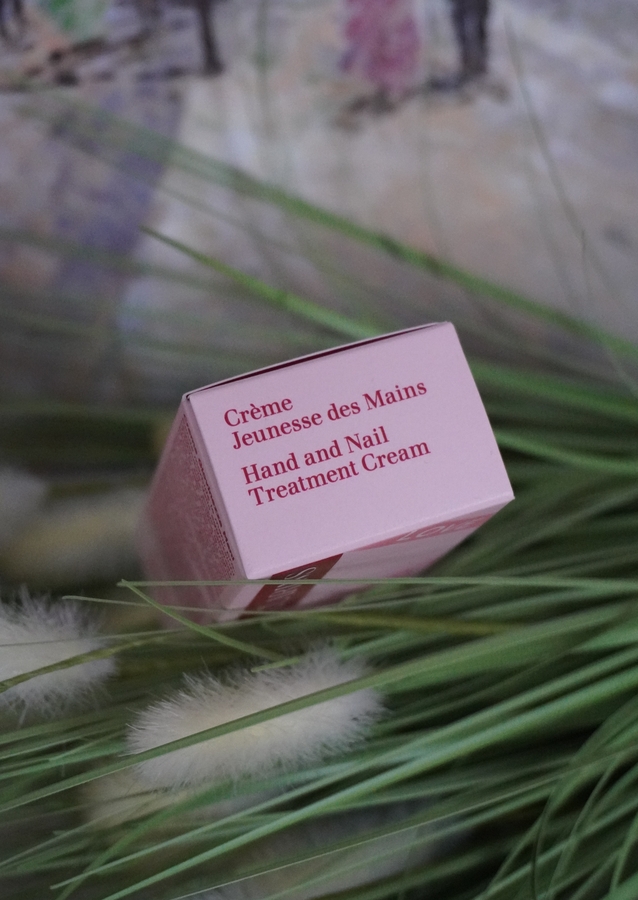 Crème
Jeunesse des Mains
Hand and Nail
Treatment Cream